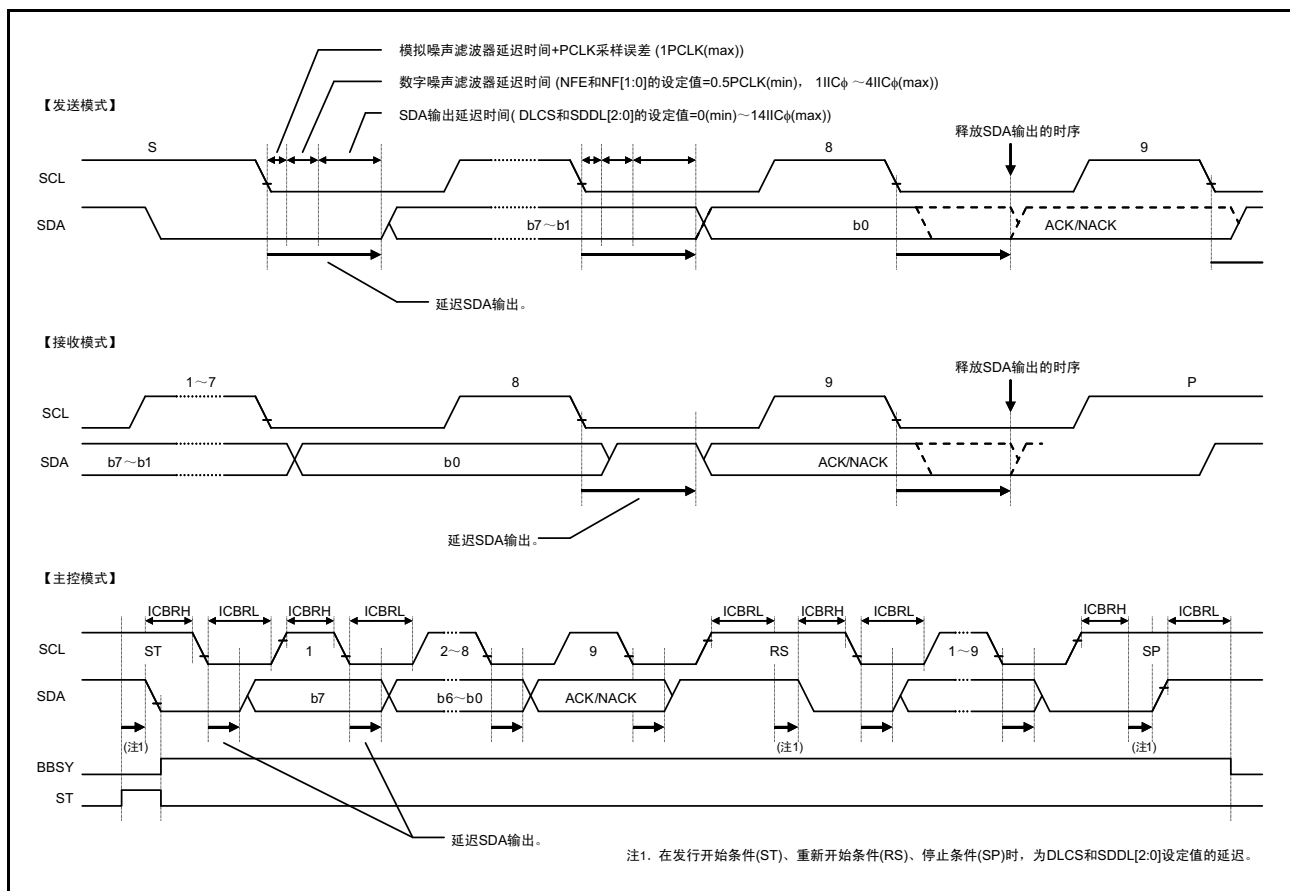 模拟噪声滤波器延迟时间+PCLK采样误差 (1PCLK(max))
数字噪声滤波器延迟时间 (NFE和NF[1:0]的设定值=0.5PCLK(min), 1IICφ ～4IICφ(max))
【发送模式】
SDA输出延迟时间( DLCS和SDDL[2:0]的设定值=0(min)～14IICφ(max))
释放SDA输出的时序
S 8 9
SCL
SDA b7～b1 b0 ACK/NACK
延迟SDA输出。
【接收模式】
释放SDA输出的时序
1～7 8 9 P
SCL
SDA b7～b1 b0 ACK/NACK
延迟SDA输出。
【主控模式】
ICBRH ICBRL ICBRH ICBRL ICBRL ICBRH ICBRL ICBRH ICBRL
SCL ST 1 2～8 9 RS 1～9 SP
SDA b7 b6～b0 ACK/NACK
(注1) (注1) (注1)
BBSY
ST
延迟SDA输出。
注1. 在发行开始条件(ST)、重新开始条件(RS)、停止条件(SP)时，为DLCS和SDDL[2:0]设定值的延迟。